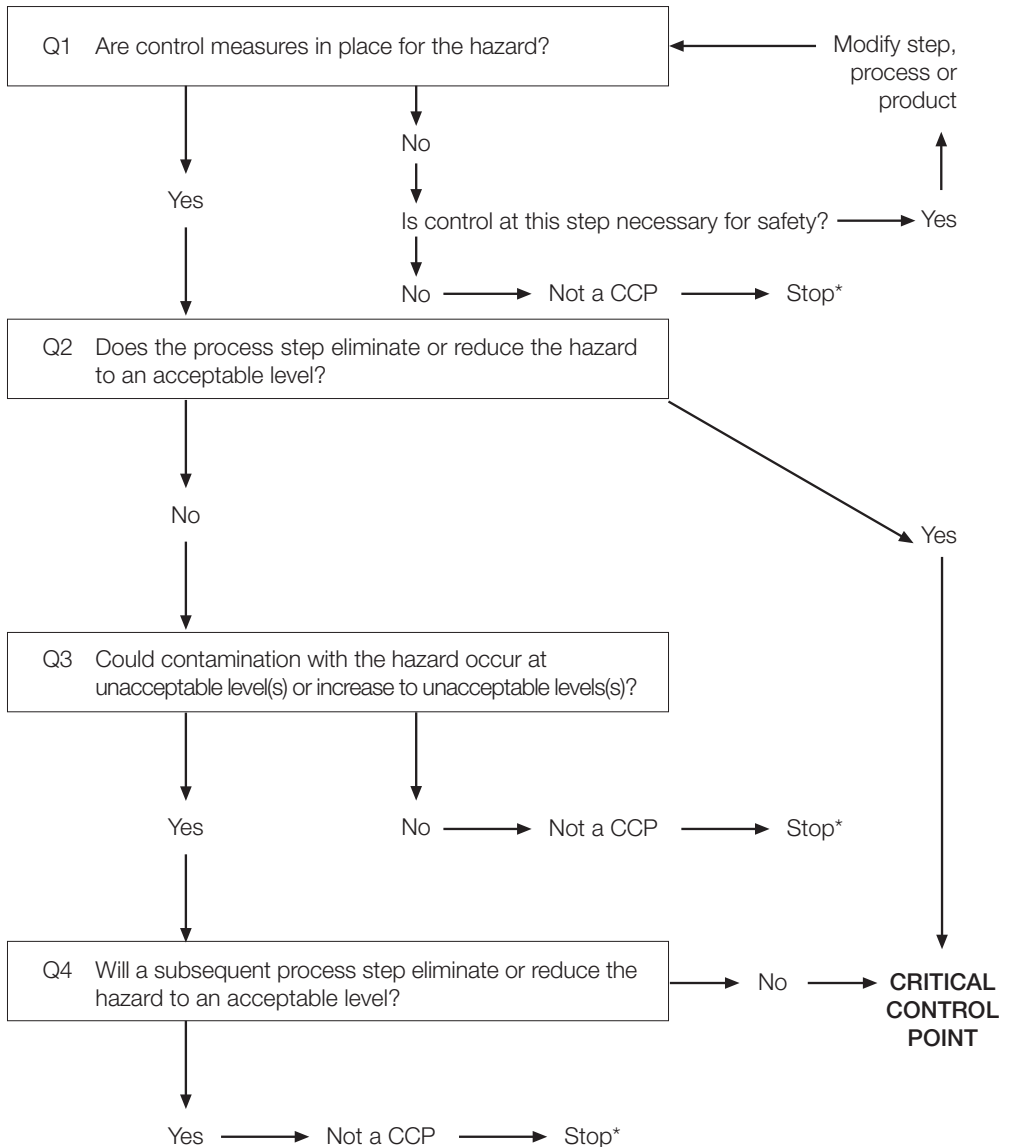 Q1 Are control measures in place for the hazard?
Modify step,
process or
product
No
Yes
Is control at this step necessary for safety?
Yes
No
Not a CCP
Stop*
Q2 Does the process step eliminate or reduce the hazard
to an acceptable level?
No
Yes
Q3 Could contamination with the hazard occur at
unacceptable level(s) or increase to unacceptable levels(s)?
Yes
No
Not a CCP
Stop*
Q4 Will a subsequent process step eliminate or reduce the
hazard to an acceptable level?
No
CRITICAL
CONTROL
POINT
Yes
Not a CCP
Stop*